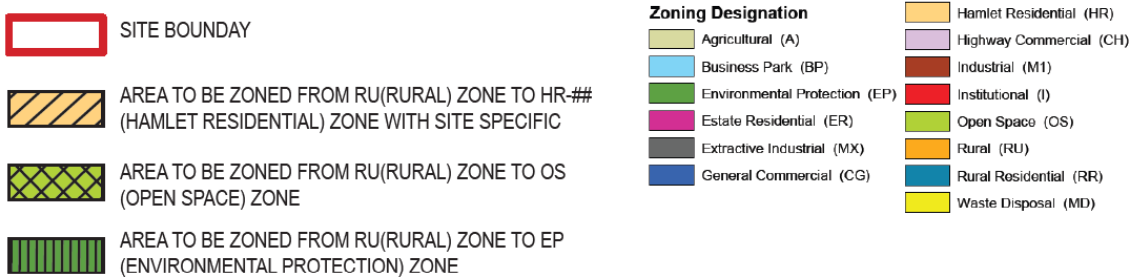 SITE BOUNDAY
AREA TO BE ZONED FROM RU(RURAL) ZONE TO HR-##
(HAMLET RESIDENTIAL) ZONE WITH SITE SPECIFIC
AREA TO BE ZONED FROM RU(RURAL) ZONE TO OS
(OPEN SPACE) ZONE
AREA TO BE ZONED FROM RU(RURAL) ZONE TO EP
(ENVIRONMENTAL PROTECTION) ZONE
Zoning Designation
Agricultural (A)
Business Park (BP)
Environmental Protection (EP)
Estate Residential (ER)
Extractive Industrial (MX)
General Commercial (CG)
Hamlet Residential (HR)
Highway Commercial (CH)
Industrial (M1)
Institutional (I)
Open Space (OS)
Rural (RU)
Rural Residential (RR)
Waste Disposal (MD)